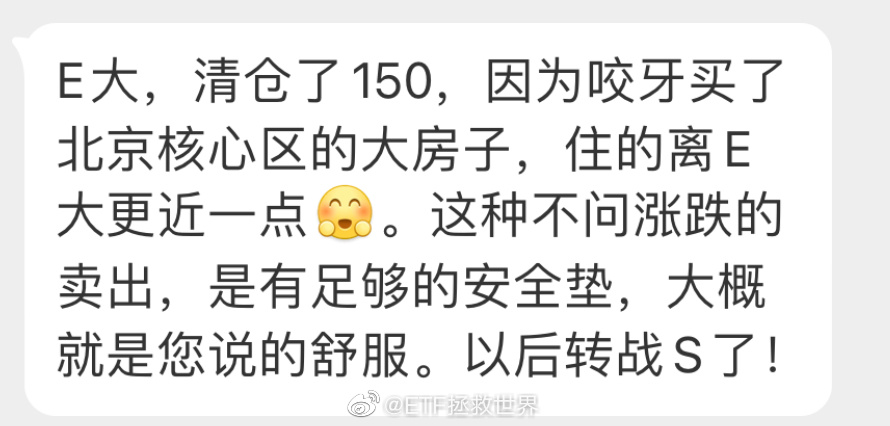 E大，清仓了150，因为咬牙买了
北京核心区的大房子，住的离E
大更近一点🤗。这种不问涨跌的
卖出，是有足够的安全垫，大概
就是您说的舒服。以后转战S了！
@ETF拯救世界